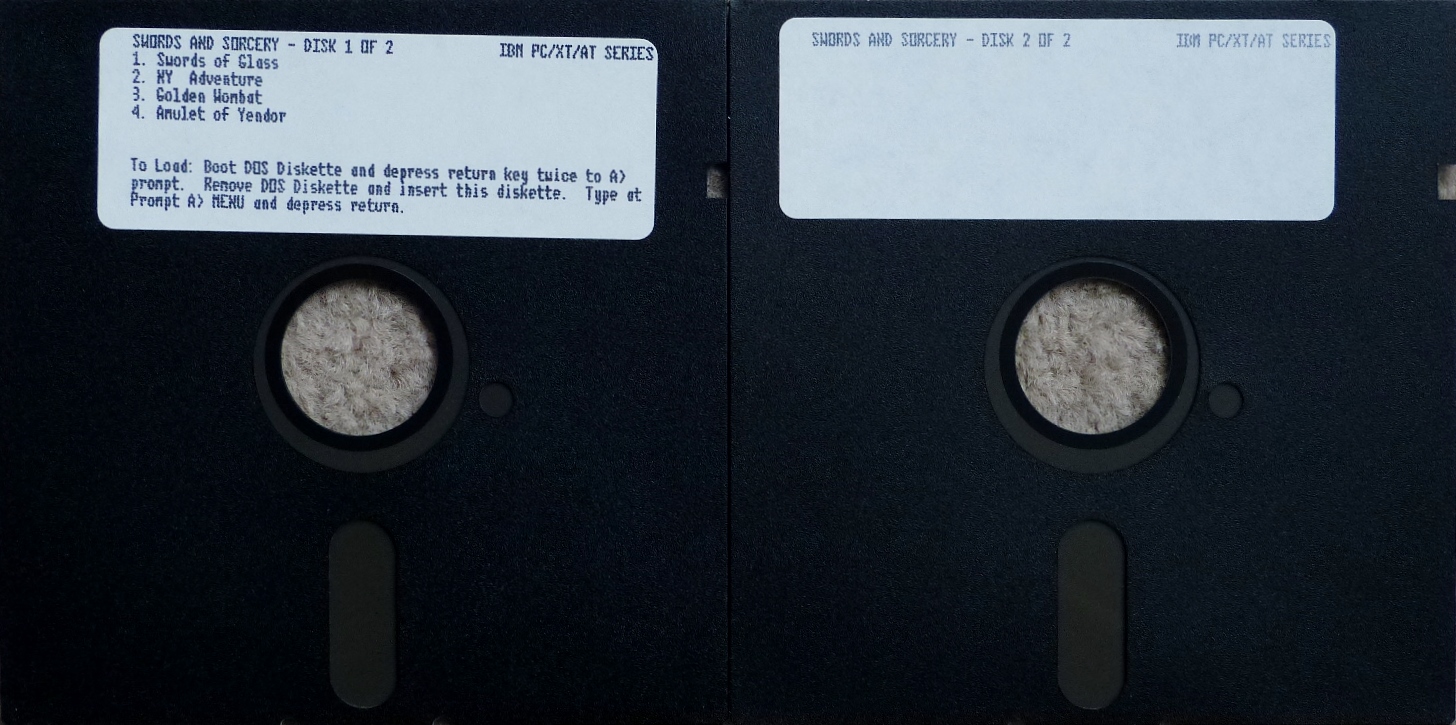 SWORDS AND SORCERY - DISK 1 OF 2 IBM PC/XT/AT SERIES
1. Swords of Glass
2. NY Adventure
3. Golden Wombat
4. Amulet of Yendor
To Load: Boot DOS Diskette and depress return key twice to A>
prompt. Remove DOS Diskette and insert this diskette. Type at
Prompt A> MENU and depress return.
SWORDS AND SORCERY - DISK 2 OF 2 IBM PC/XT/AT SERIES